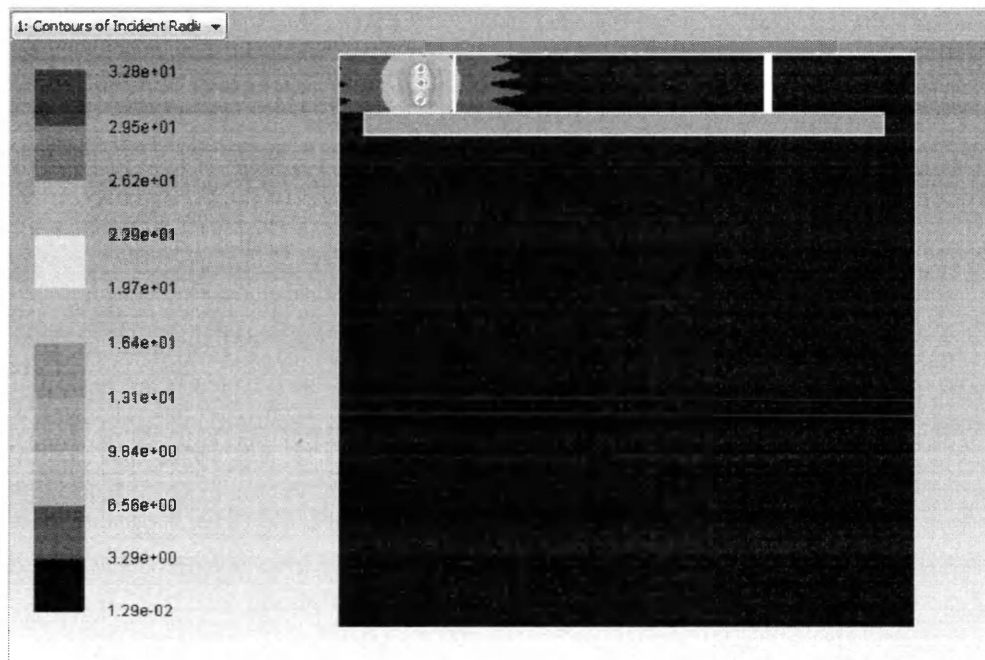 1: Contours of Incident Radi
3.28e+01
2.95e+01
2.62e+01
1.97e+01
1.64e+01
1.31e+01
9.84e+00
6.56e+00
3.29e+00
1.29e-02